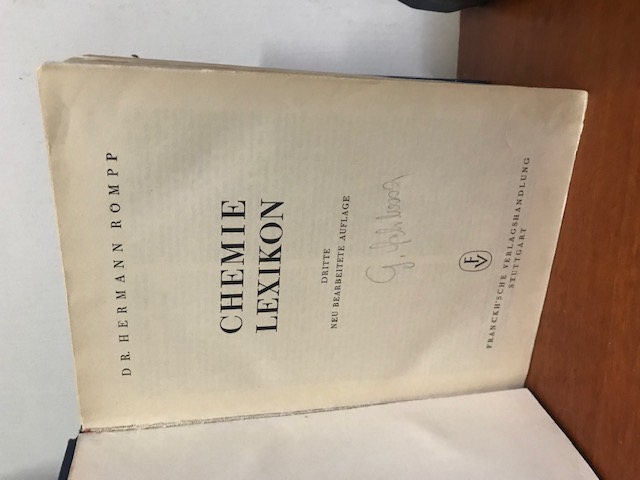 DR. HERMANN RÖMPP
CHEMIE
LEXIKON
DRITTE
NEU BEARBEITETE AUFLAGE
FRANCKH'SCHE VERLAGSHANDLUNG
STUTTGART